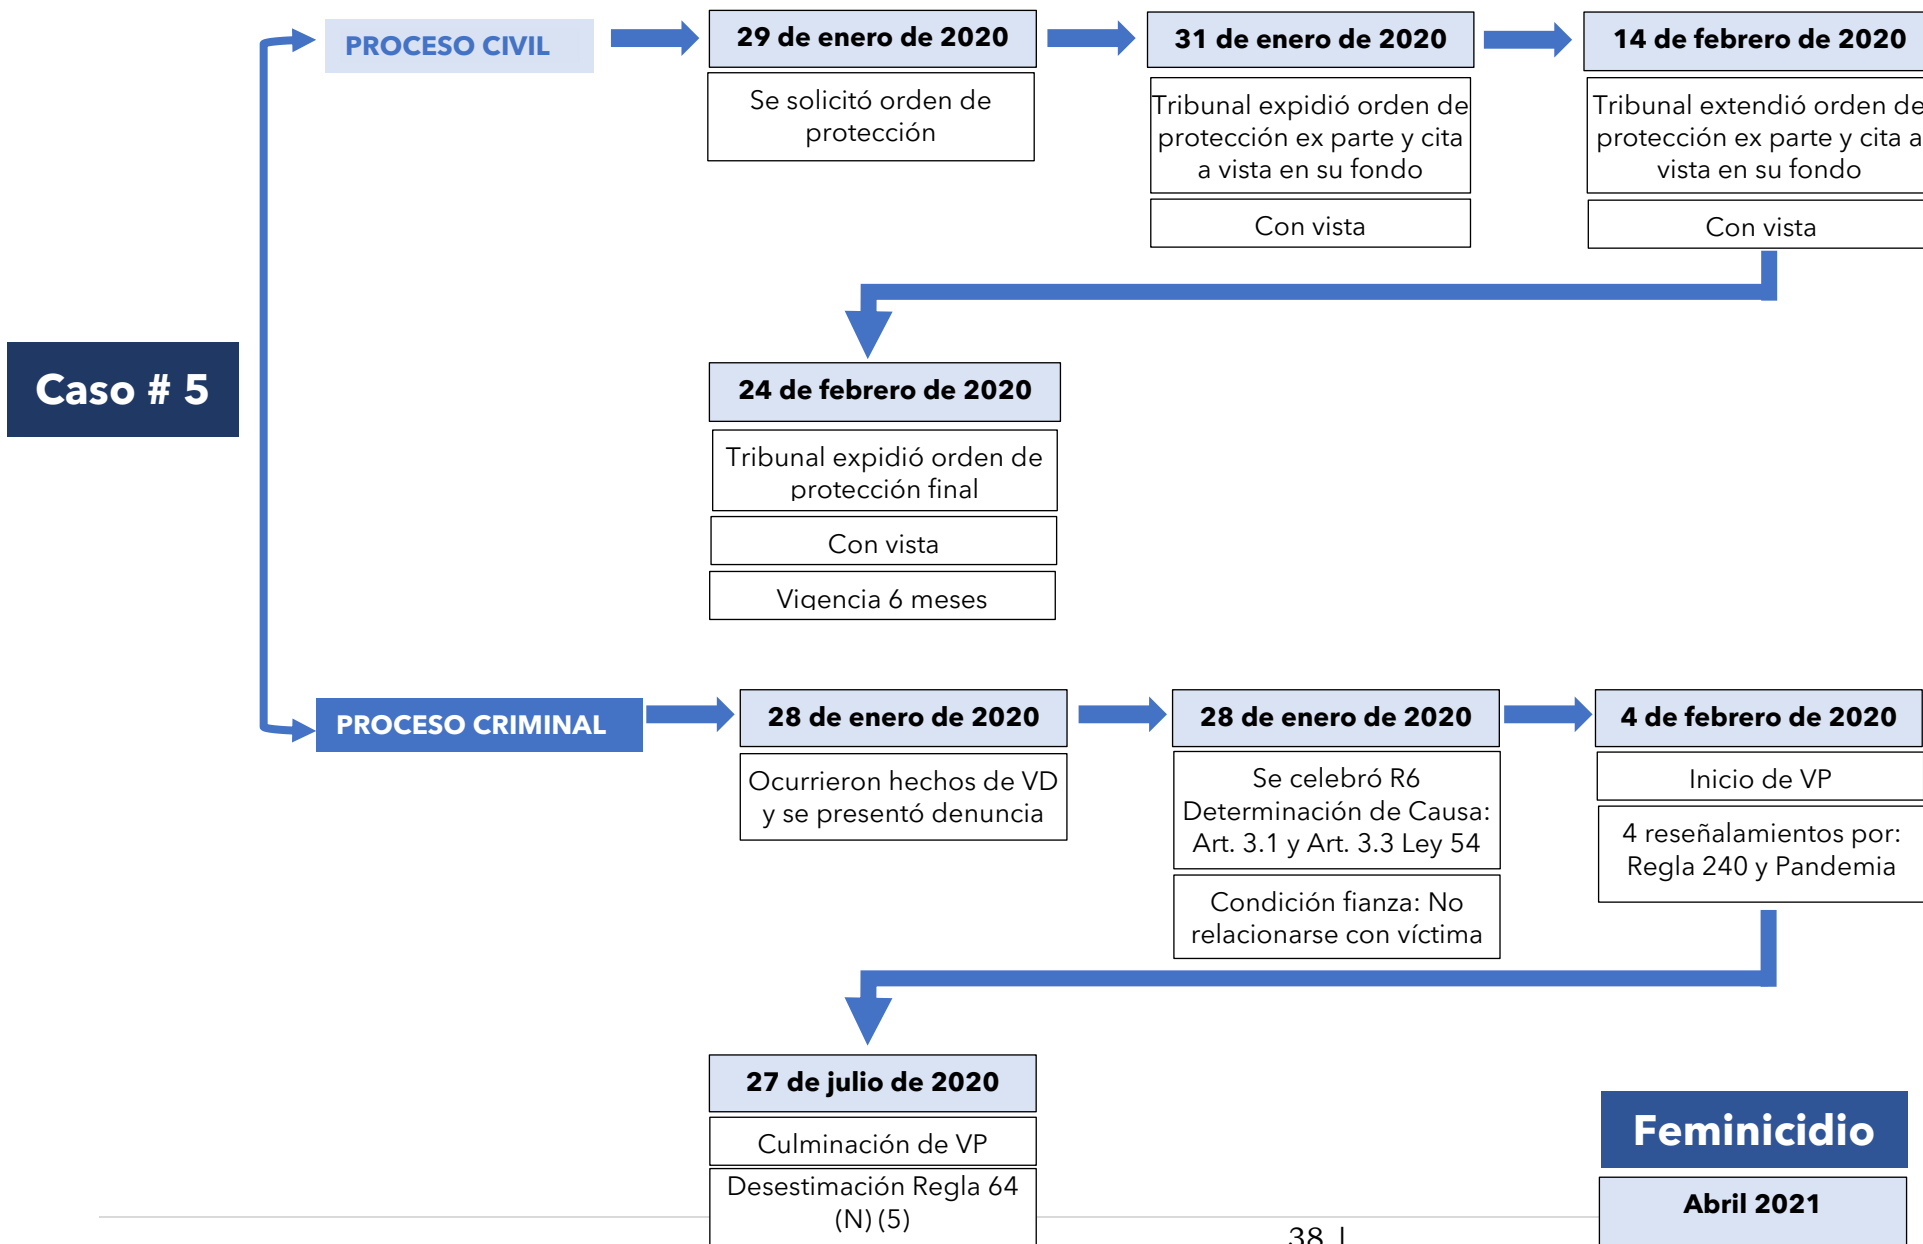 PROCESO CIVIL
29 de enero de 2020
Se solicitó orden de
protección
31 de enero de 2020
Tribunal expidió orden de
protección ex parte y cita
a vista en su fondo
Con vista
14 de febrero de 2020
Tribunal extendió orden de
protección ex parte y cita a
vista en su fondo
Con vista
Caso # 5
24 de febrero de 2020
Tribunal expidió orden de
protección final
Con vista
Vigencia 6 meses
PROCESO CRIMINAL
28 de enero de 2020
Ocurrieron hechos de VD
y se presentó denuncia
28 de enero de 2020
Se celebró R6
Determinación de Causa:
Art. 3.1 y Art. 3.3 Ley 54
Condición fianza: No
relacionarse con víctima
4 de febrero de 2020
Inicio de VP
4 reseñalamientos por:
Regla 240 y Pandemia
27 de julio de 2020
Culminación de VP
Desestimación Regla 64
(N) (5)
Feminicidio
Abril 2021
38 |